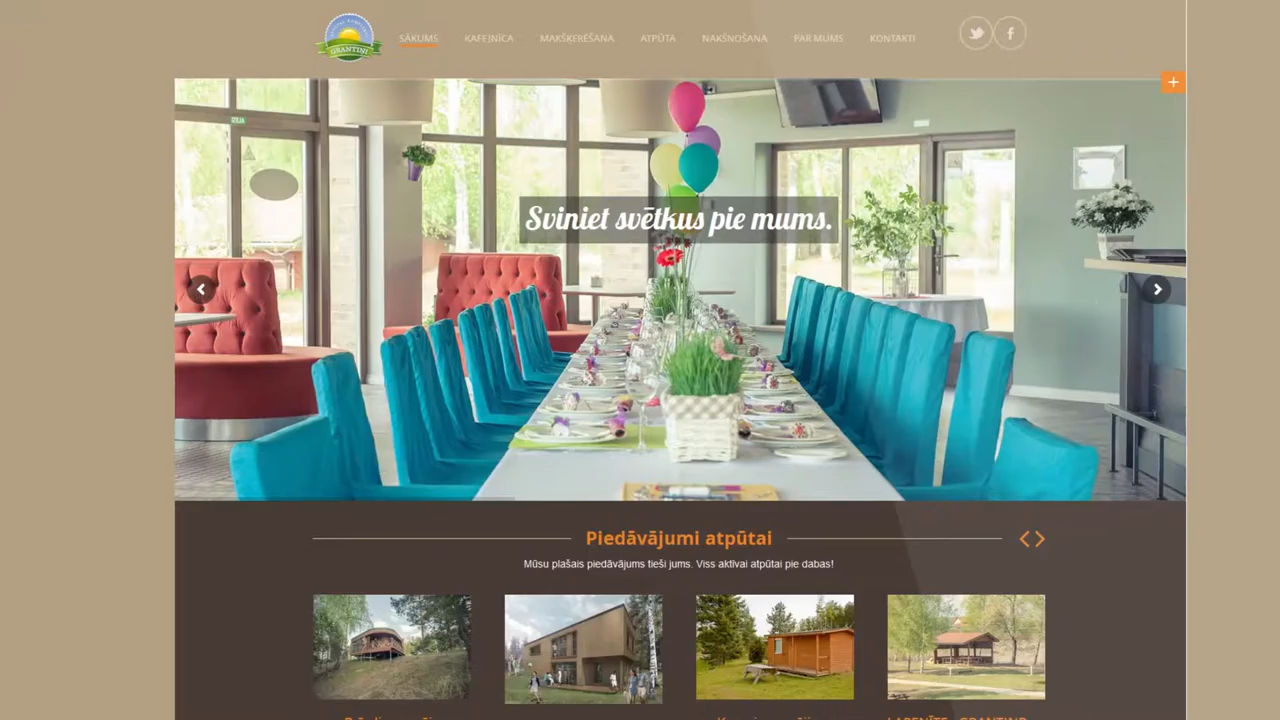 GRANTIŅI
SĀKUMS
KAFEJNĪCA
MAKŠĶERĒŠANA
ATPŪTA
NAKŠŅOŠANA
PAR MUMS
KONTAKTI
IZEJA
Sviniet svētkus pie mums.
Piedāvājumi atpūtai
Mūsu plašais piedāvājums tieši jums. Viss aktīvai atpūtai pie dabas!